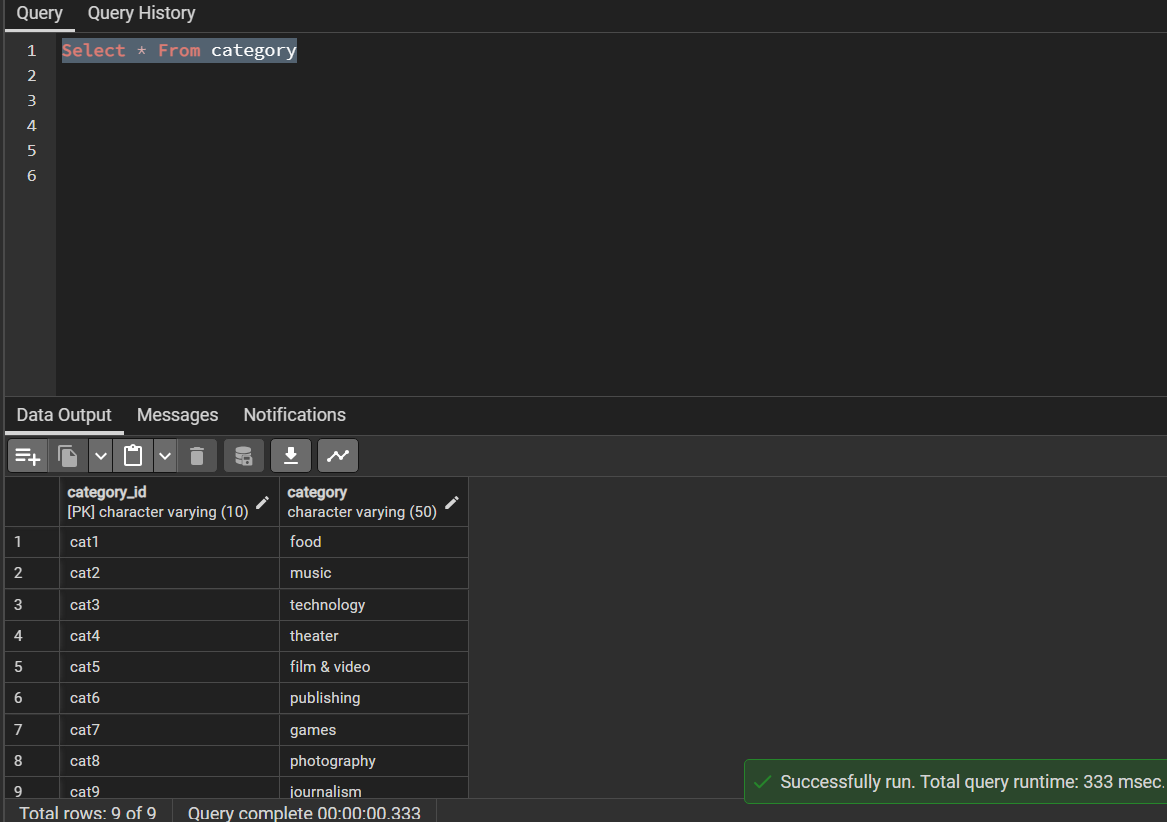 Query Query History
1 Select * From category
2
3
4
5
6
Data Output Messages Notifications
category_id category
[PK] character varying (10) character varying (50)
1 cat1 food
2 cat2 music
3 cat3 technology
4 cat4 theater
5 cat5 film & video
6 cat6 publishing
7 cat7 games
8 cat8 photography
9 cat9 journalism
Successfully run. Total query runtime: 333 msec.
Total rows: 9 of 9 Query complete 00:00:00.333